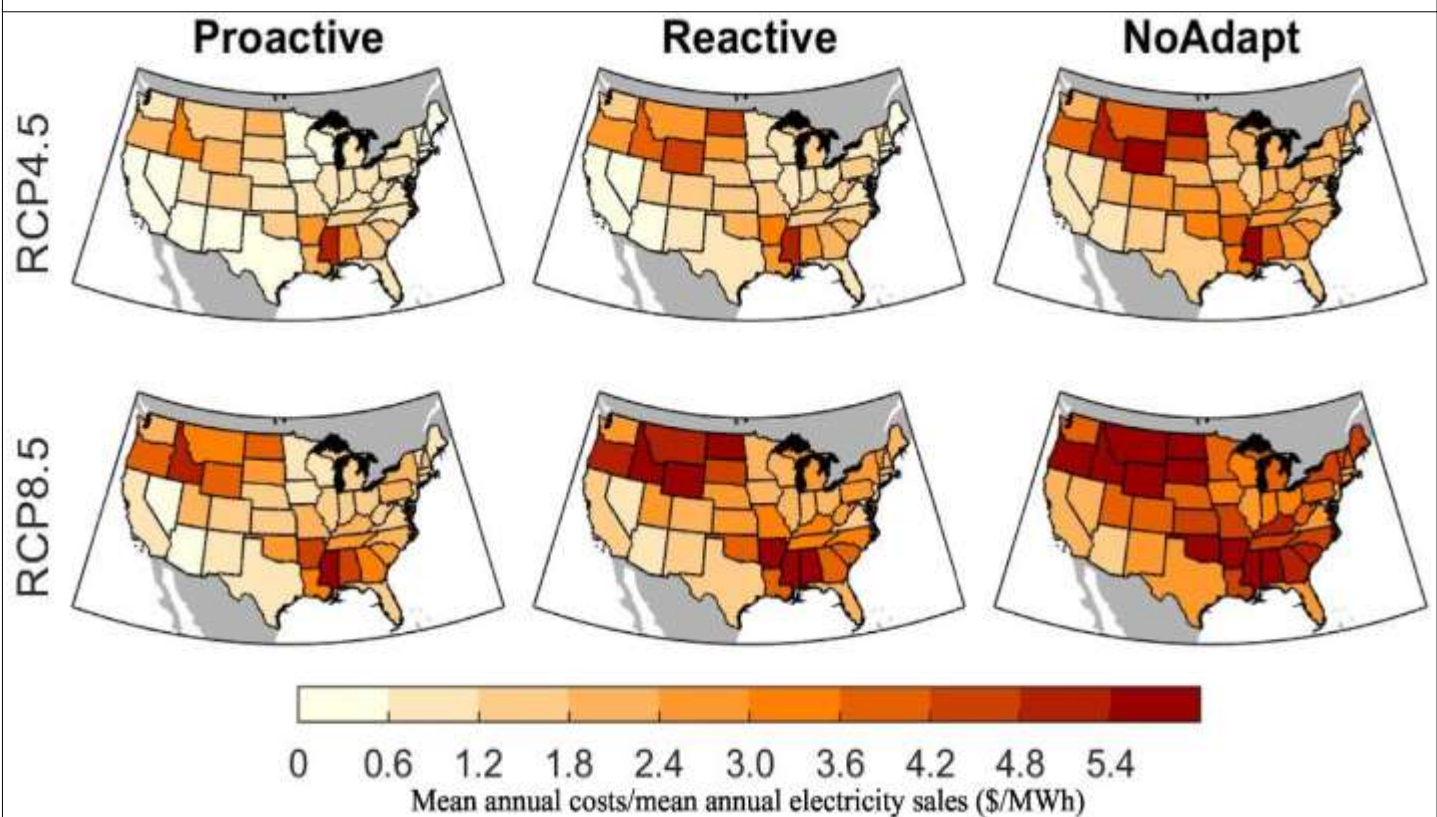 Proactive Reactive NoAdapt
RCP4.5
RCP8.5
0 0.6 1.2 1.8 2.4 3.0 3.6 4.2 4.8 5.4
Mean annual costs/mean annual electricity sales ($/MWh)